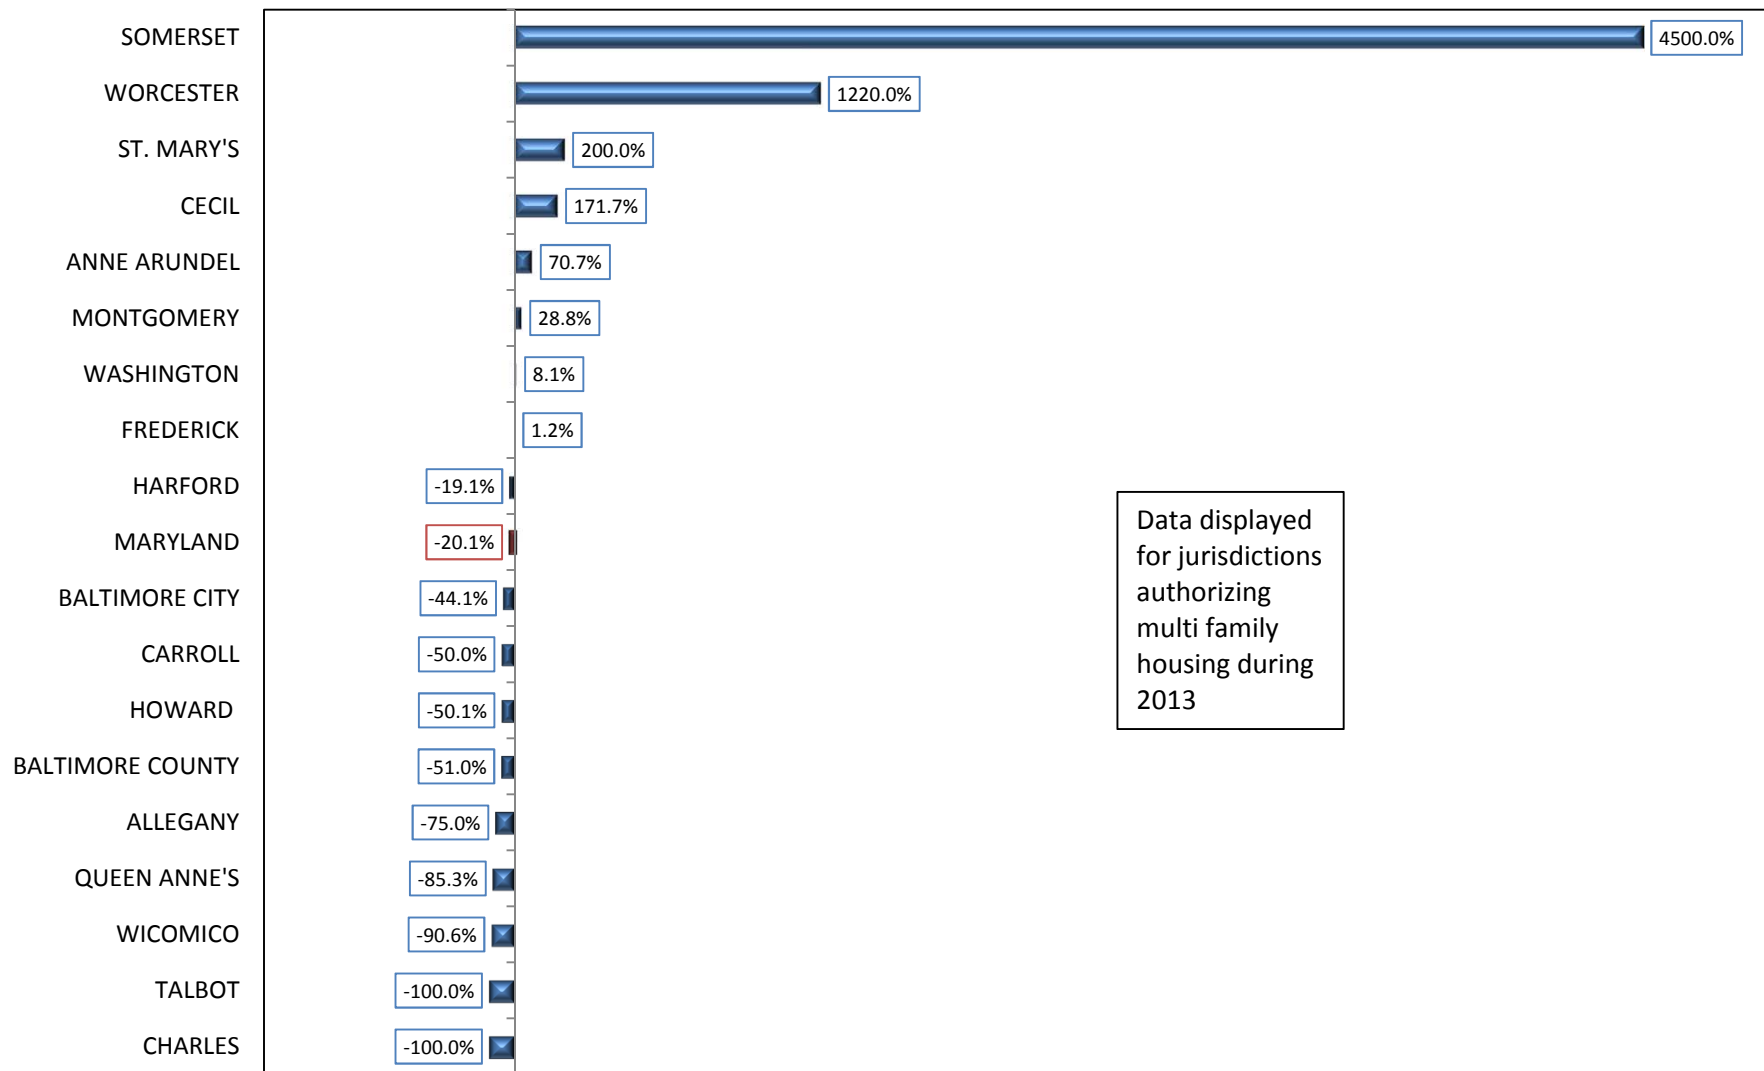 SOMERSET 4500.0%
WORCESTER 1220.0%
ST. MARY'S 200.0%
CECIL 171.7%
ANNE ARUNDEL 70.7%
MONTGOMERY 28.8%
WASHINGTON 8.1%
FREDERICK 1.2%
HARFORD -19.1%
MARYLAND -20.1%
BALTIMORE CITY -44.1%
CARROLL -50.0%
HOWARD -50.1%
BALTIMORE COUNTY -51.0%
ALLEGANY -75.0%
QUEEN ANNE'S -85.3%
WICOMICO -90.6%
TALBOT -100.0%
CHARLES -100.0%
Data displayed
for jurisdictions
authorizing
multi family
housing during
2013